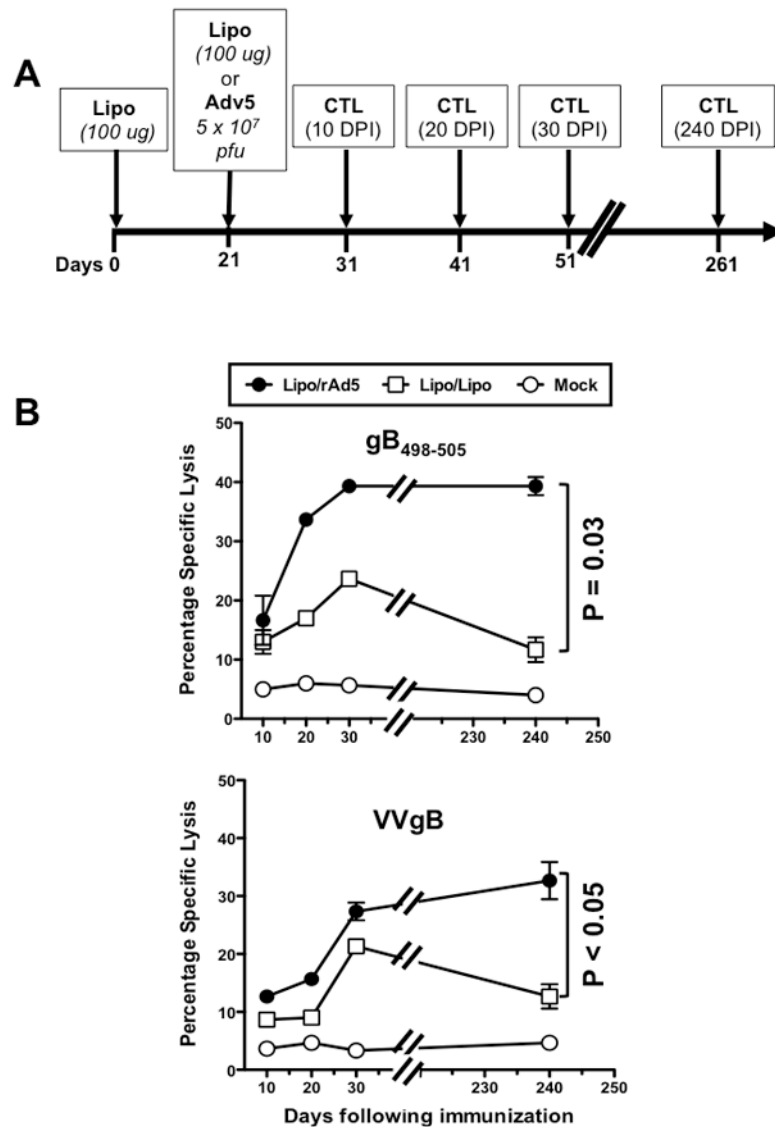 A
Lipo
(100 ug)
Lipo
(100 ug)
or
Adv5
5 x 10⁷
pfu
CTL
(10 DPI)
CTL
(20 DPI)
CTL
(30 DPI)
CTL
(240 DPI)
Days 0
21
31
41
51
261
B
Lipo/rAd5
Lipo/Lipo
Mock
gB₄₉₈₋₅₀₅
Percentage Specific Lysis
50
40
30
20
10
0
10
20
30
230
240
250
P = 0.03
VVgB
Percentage Specific Lysis
50
40
30
20
10
0
10
20
30
230
240
250
P < 0.05
Days following immunization